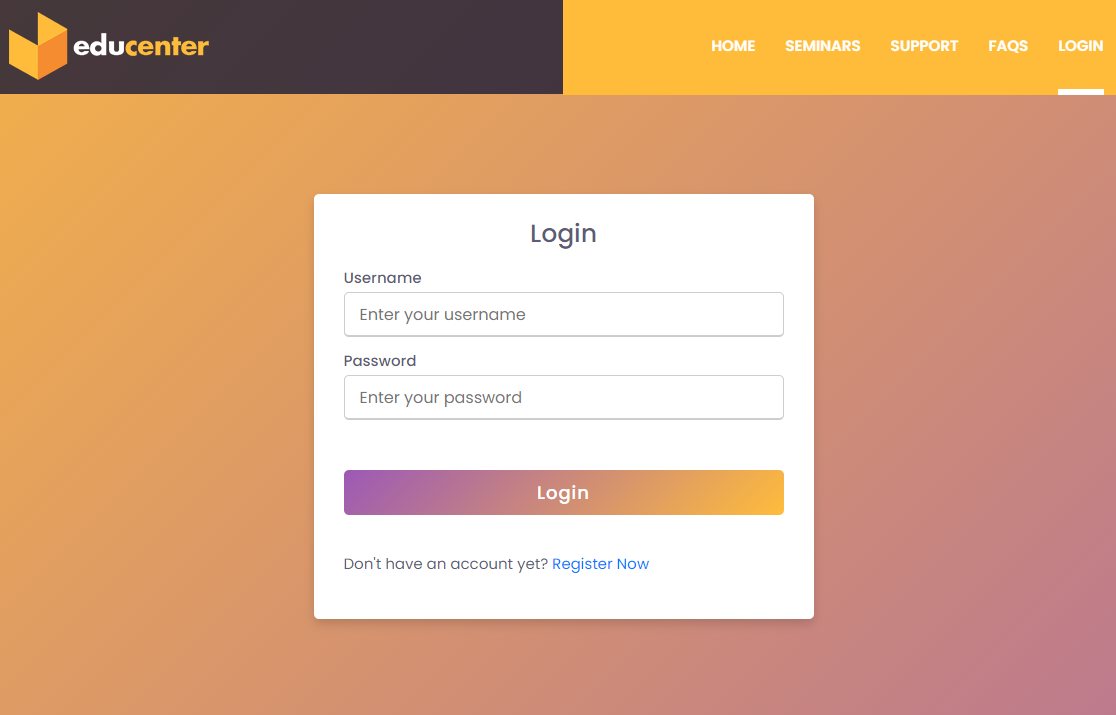 educenter
HOME SEMINARS SUPPORT FAQS LOGIN
Login
Username
Enter your username
Password
Enter your password
Login
Don't have an account yet? Register Now